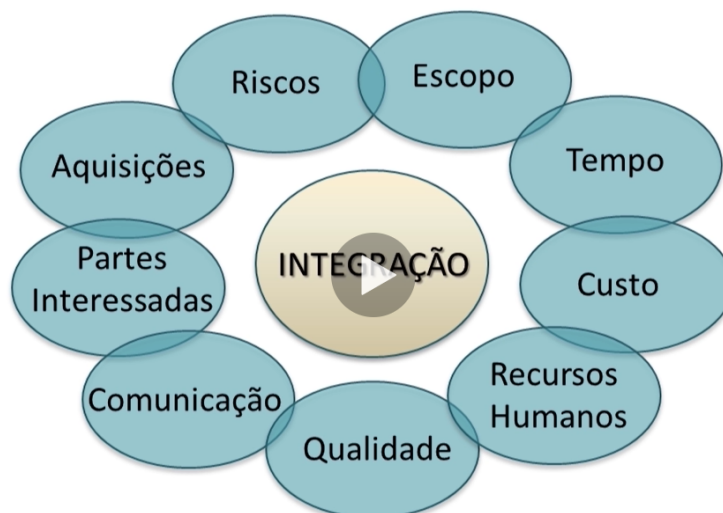 Riscos
Escopo
Aquisições
Tempo
Partes
Interessadas
INTEGRAÇÃO
Custo
Comunicação
Recursos
Humanos
Qualidade